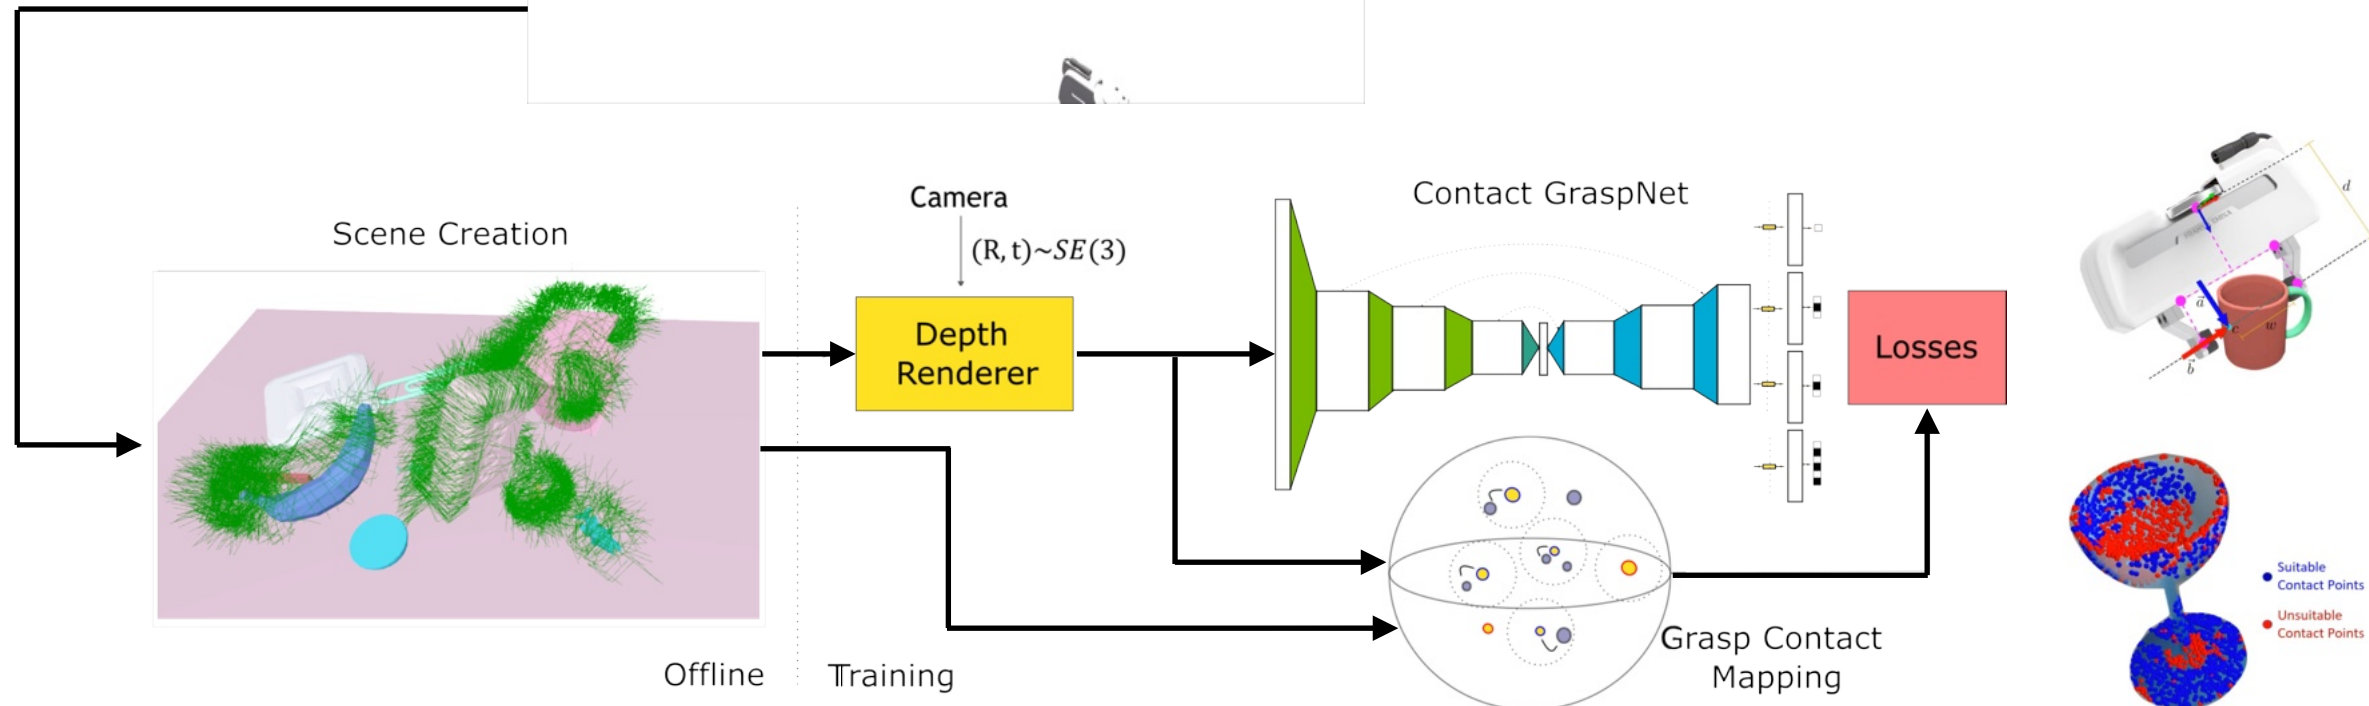 Camera
(R, t)~SE(3)
Scene Creation
Depth
Renderer
Contact GraspNet
Losses
d
a
c
w
b
Suitable
Contact Points
Unsuitable
Contact Points
Grasp Contact
Mapping
Offline
Training